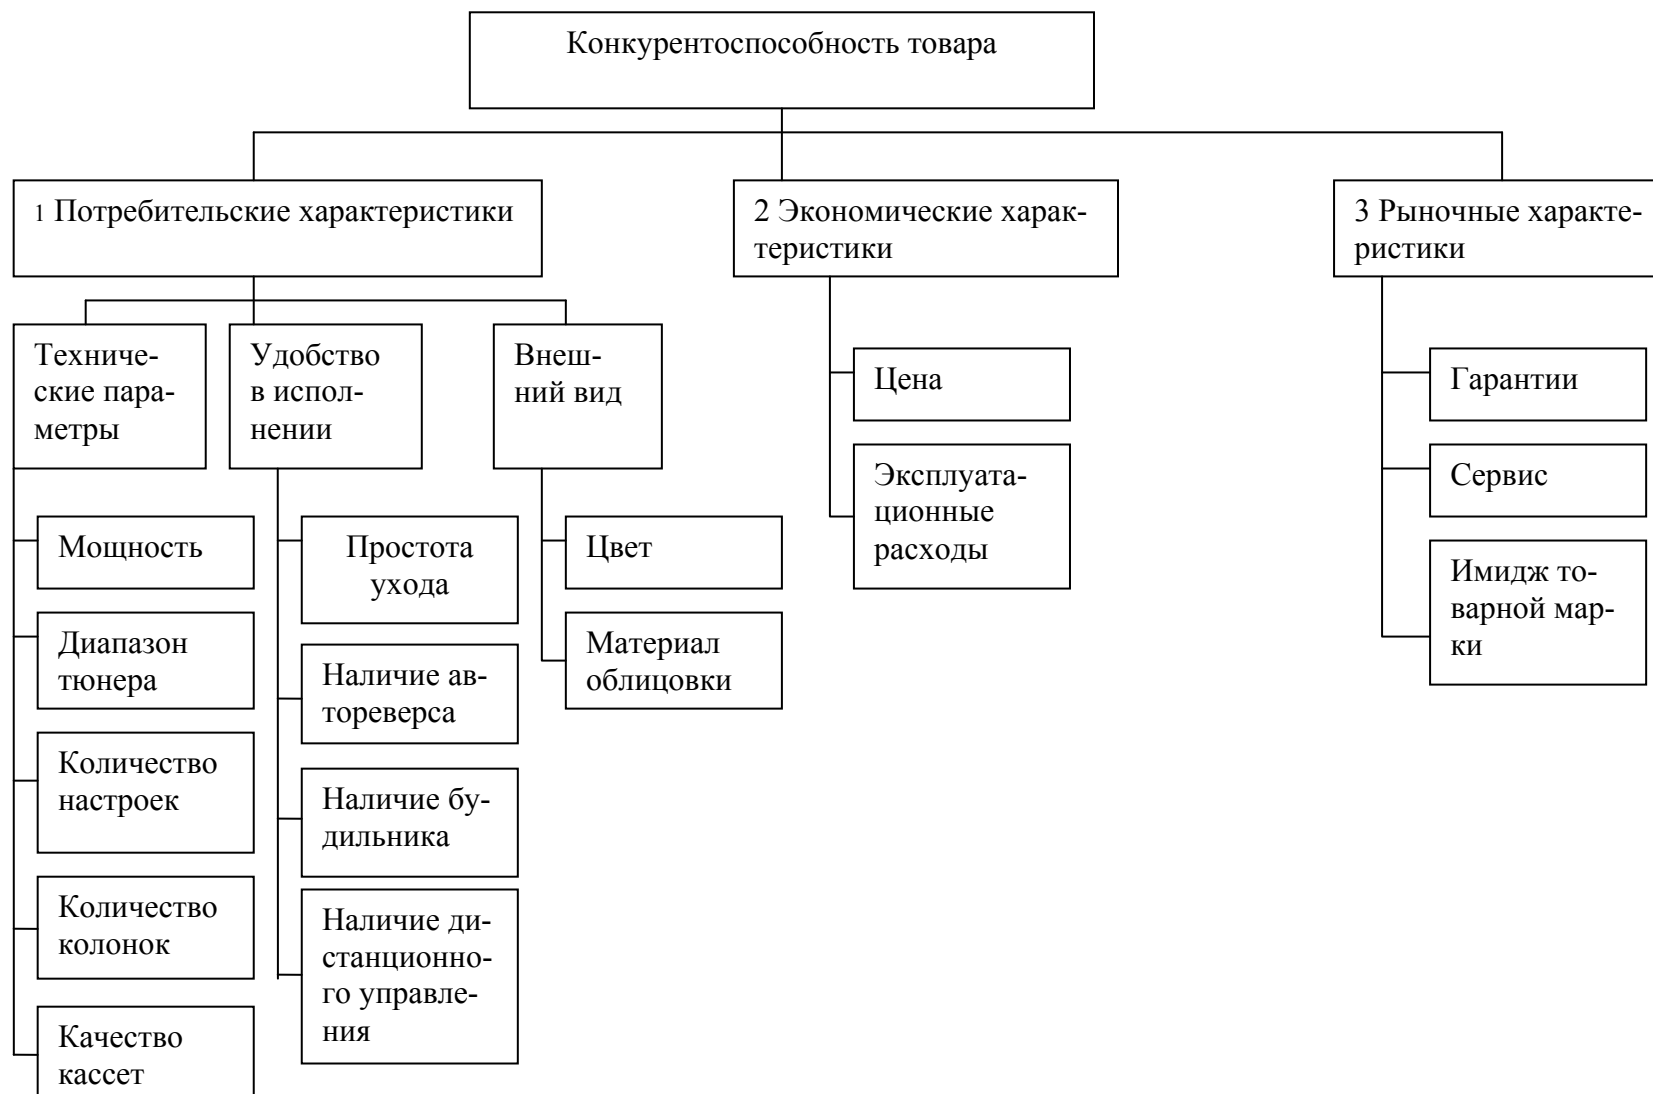 Конкурентоспособность товара
1 Потребительские характеристики
2 Экономические харак-
теристики
3 Рыночные характе-
ристики
Техниче-
ские пара-
метры
Удобство
в испол-
нении
Внеш-
ний вид
Мощность
Диапазон
тюнера
Количество
настроек
Количество
колонок
Качество
кассет
Простота
ухода
Наличие ав-
тореверса
Наличие бу-
дильника
Наличие ди-
станционно-
го управле-
ния
Цвет
Материал
облицовки
Цена
Эксплуата-
ционные
расходы
Гарантии
Сервис
Имидж то-
варной мар-
ки